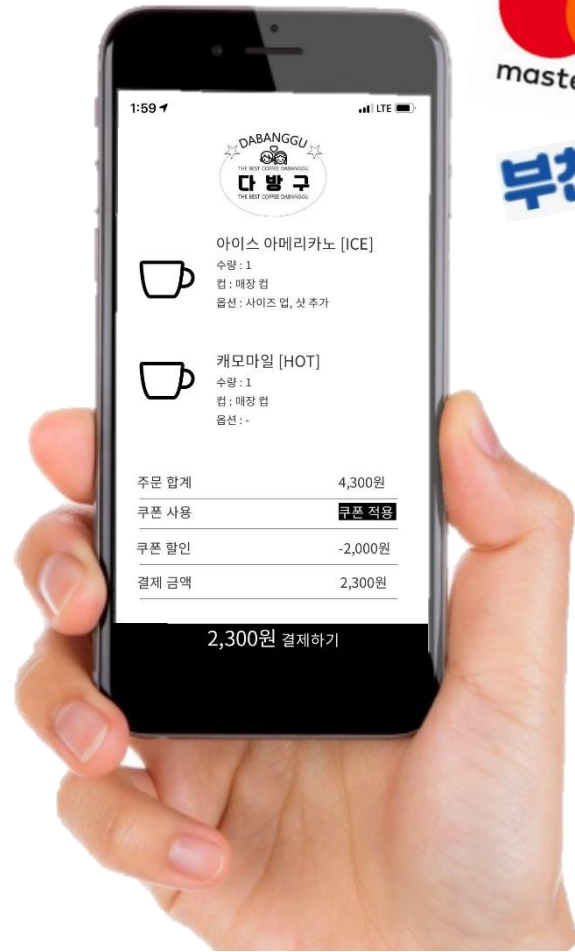 1:59
LTE
DABANGGU
THE BEST COFFEE DABANGGU
다 방 구
THE BEST COFFEE DABANGGU
아이스 아메리카노 [ICE]
수량 : 1
컵 : 매장 컵
옵션 : 사이즈 업, 샷 추가
캐모마일 [HOT]
수량 : 1
컵 : 매장 컵
옵션 : -
주문 합계 4,300원
쿠폰 사용 쿠폰 적용
쿠폰 할인 -2,000원
결제 금액 2,300원
2,300원 결제하기